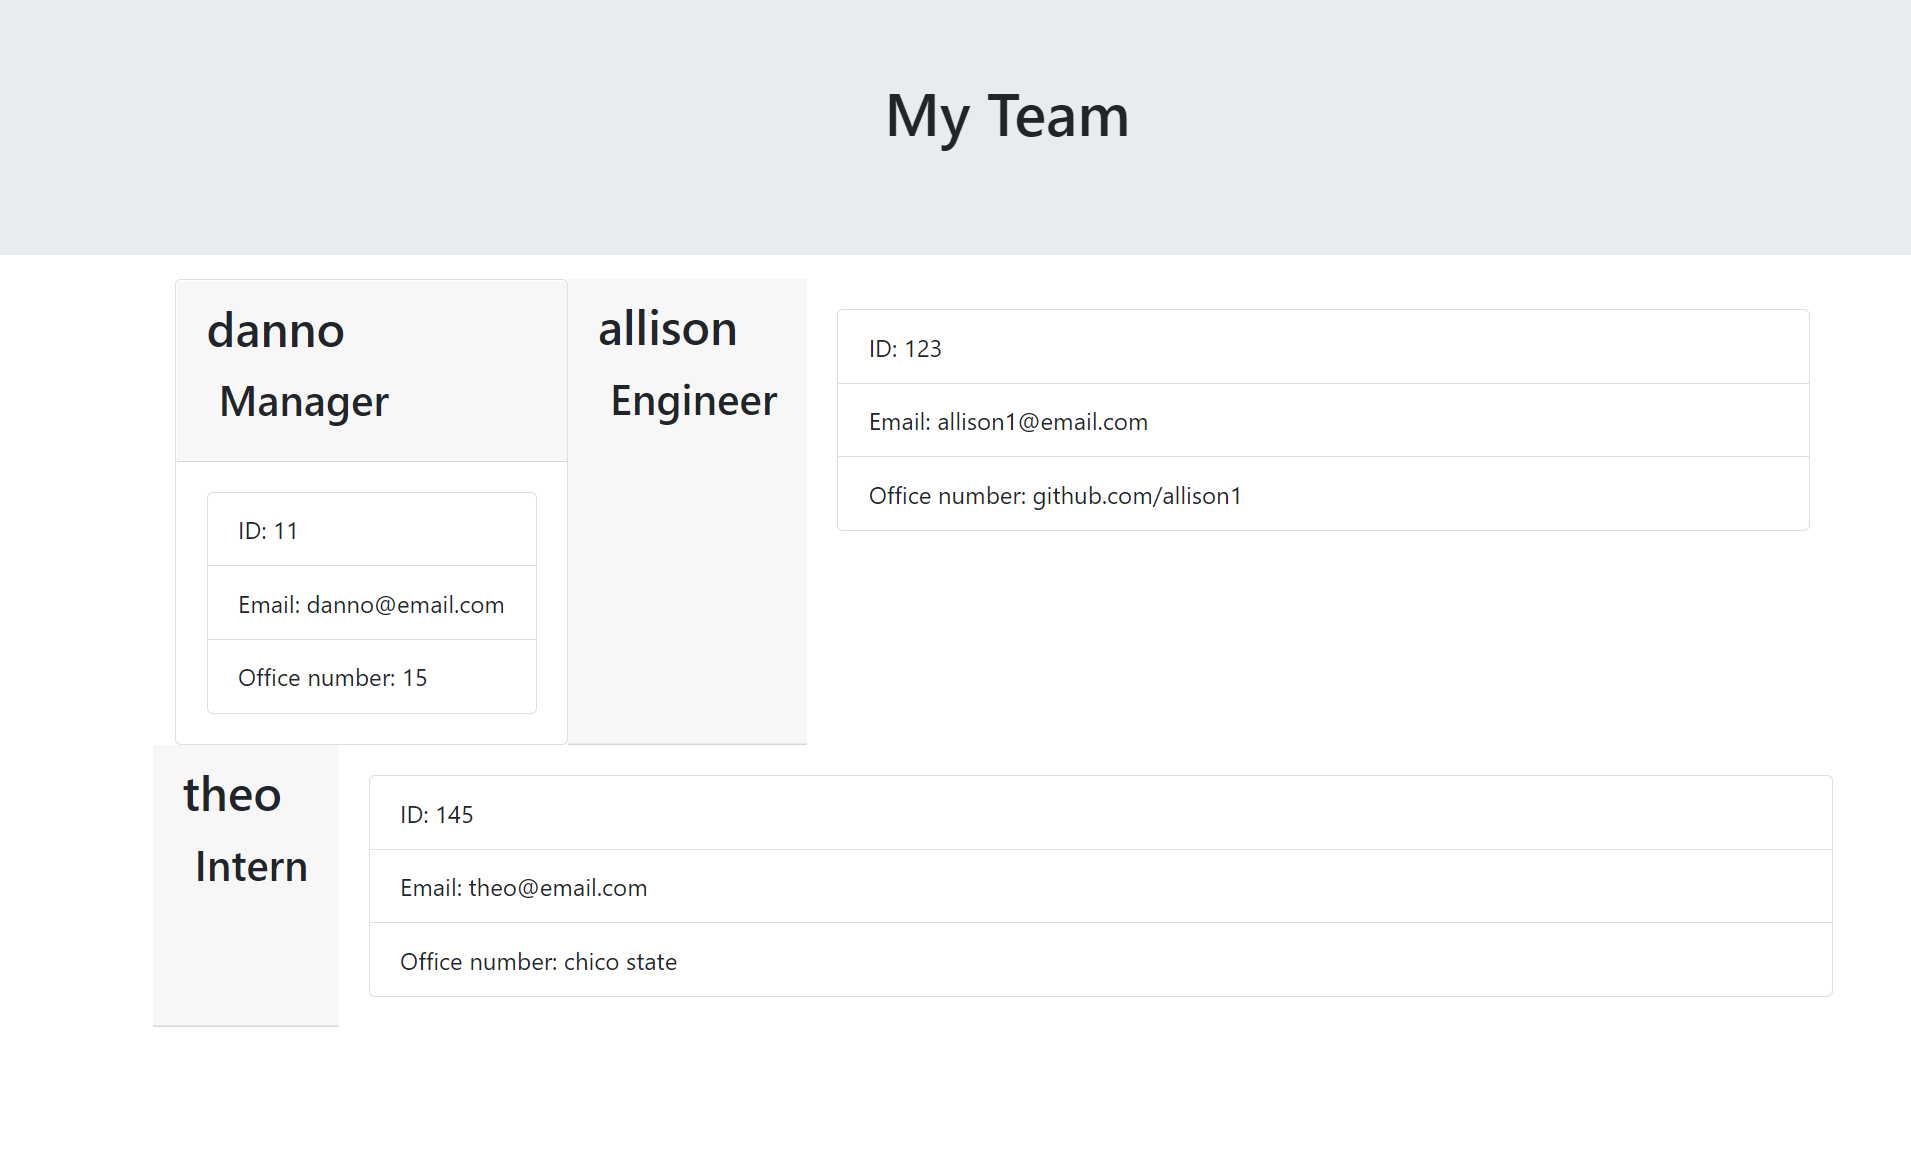 My Team
danno
Manager
ID: 11
Email: danno@email.com
Office number: 15
allison
Engineer
ID: 123
Email: allison1@email.com
Office number: github.com/allison1
theo
Intern
ID: 145
Email: theo@email.com
Office number: chico state